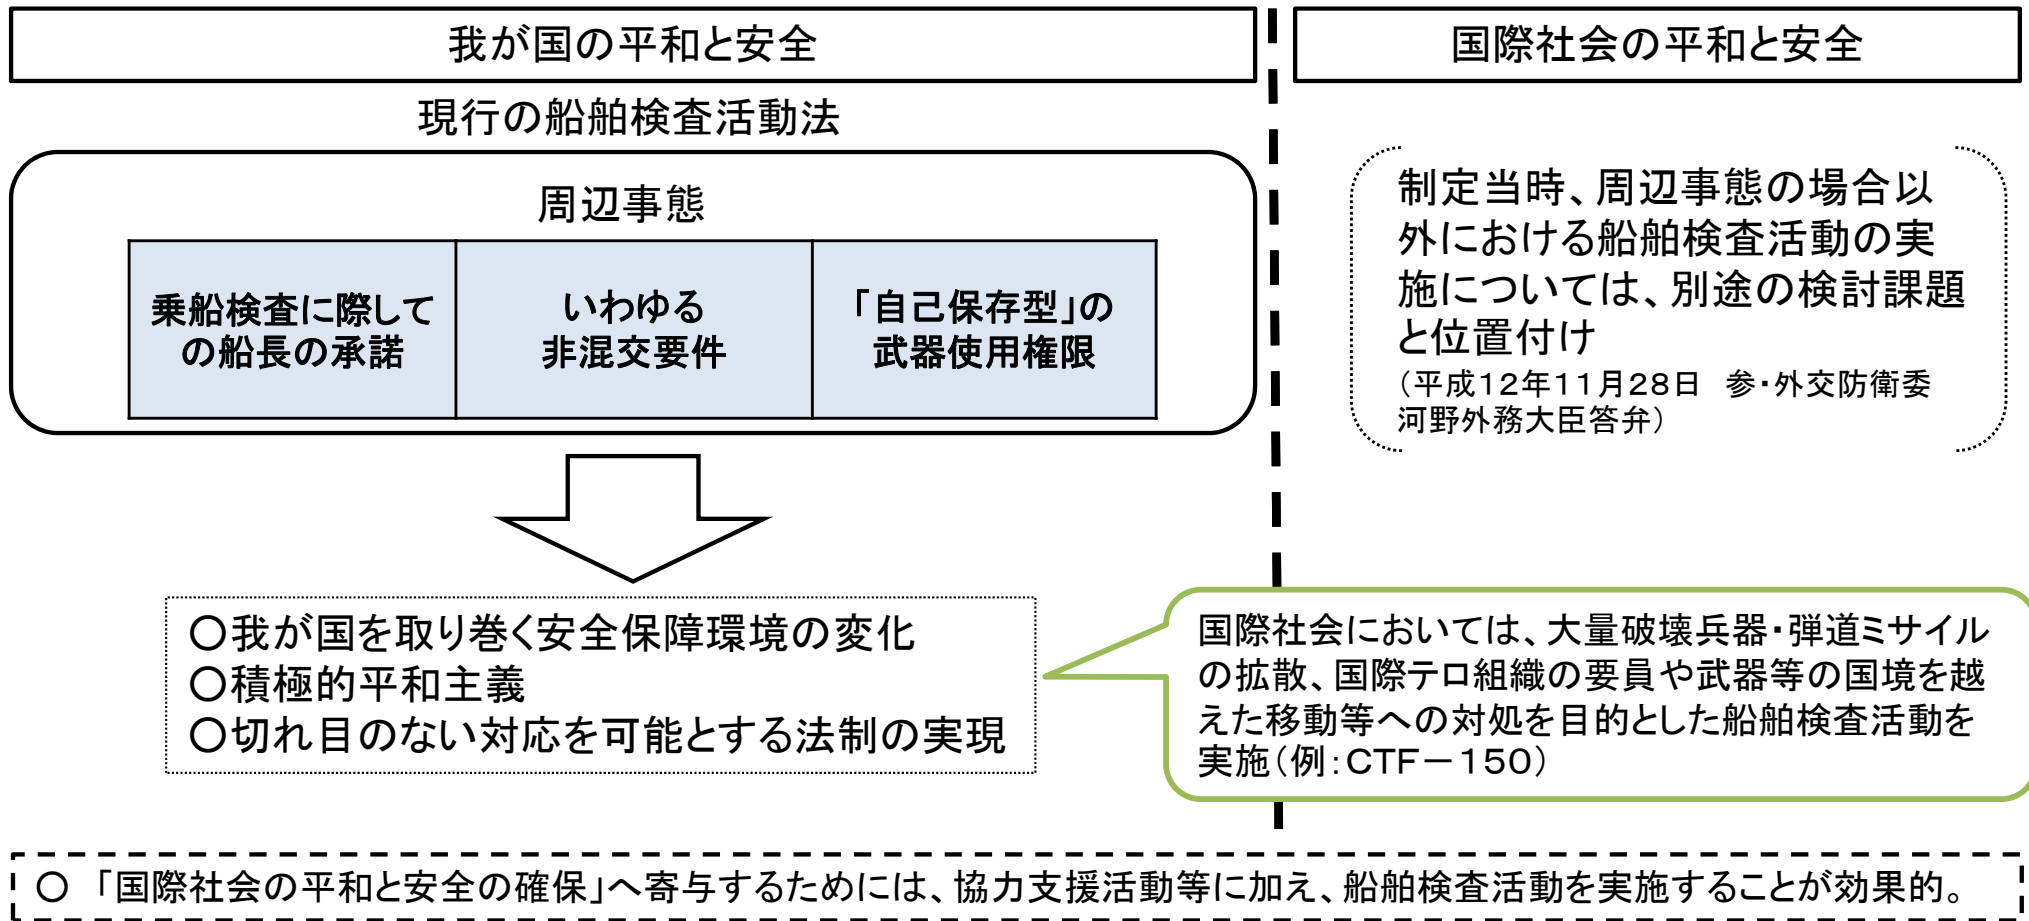 我が国の平和と安全
国際社会の平和と安全
現行の船舶検査活動法
周辺事態
乗船検査に際して
の船長の承諾
いわゆる
非混交要件
「自己保存型」の
武器使用権限
制定当時、周辺事態の場合以
外における船舶検査活動の実
施については、別途の検討課題
と位置付け
(平成12年11月28日　参・外交防衛委
河野外務大臣答弁)
○我が国を取り巻く安全保障環境の変化
○積極的平和主義
○切れ目のない対応を可能とする法制の実現
国際社会においては、大量破壊兵器・弾道ミサイル
の拡散、国際テロ組織の要員や武器等の国境を越
えた移動等への対処を目的とした船舶検査活動を
実施(例:CTF－150)
○ 「国際社会の平和と安全の確保」へ寄与するためには、協力支援活動等に加え、船舶検査活動を実施することが効果的。